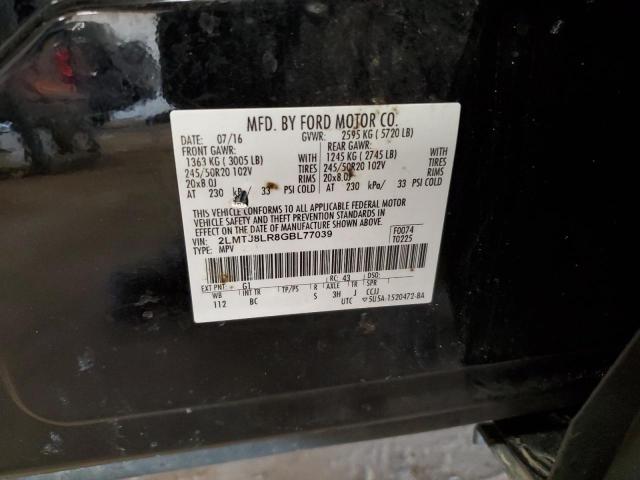 MFD. BY FORD MOTOR CO.
DATE: 07/16 GVWR: 2595 KG ( 5720 LB)
FRONT GAWR: REAR GAWR:
1363 KG ( 3005 LB) WITH 1245 KG ( 2745 LB) WITH
245/50R20 102V TIRES 245/50R20 102V TIRES
20x8.0J RIMS 20x8.0J RIMS
AT 230 kPa/ 33 PSI COLD AT 230 kPa/ 33 PSI COLD
THIS VEHICLE CONFORMS TO ALL APPLICABLE FEDERAL MOTOR
VEHICLE SAFETY AND THEFT PREVENTION STANDARDS IN EFFECT ON THE
DATE OF MANUFACTURE SHOWN ABOVE.
VIN: 2LMTJ8LR8GBL77039 F0074
TYPE: MPV T0225
EXT PNT: G1 RC: 43 DSO:
WB INT TR TP/PS R AXLE TR SPR
112 BC S 3H J CCJJ
UTC 5U5A-1520472-BA